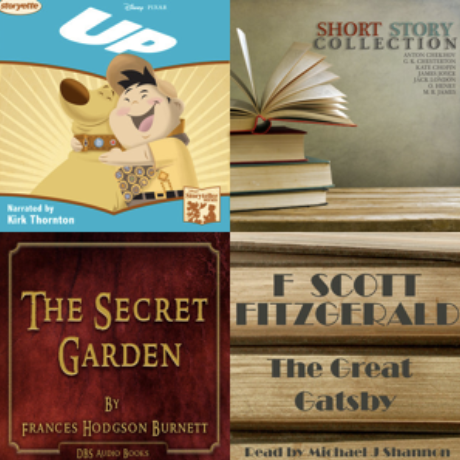 storyette
Disney PIXAR
UP
Narrated by
Kirk Thornton
SHORT STORY
COLLECTION
ANTON CHEKHOV
G. K. CHESTERTON
KATE CHOPIN
JAMES JOYCE
JACK LONDON
O. HENRY
M. R. JAMES
THE SECRET
GARDEN
BY
FRANCES HODGSON BURNETT
DBS AUDIO BOOKS
F SCOTT
FITZGERALD
The Great
Gatsby
Read by Michael J Shannon